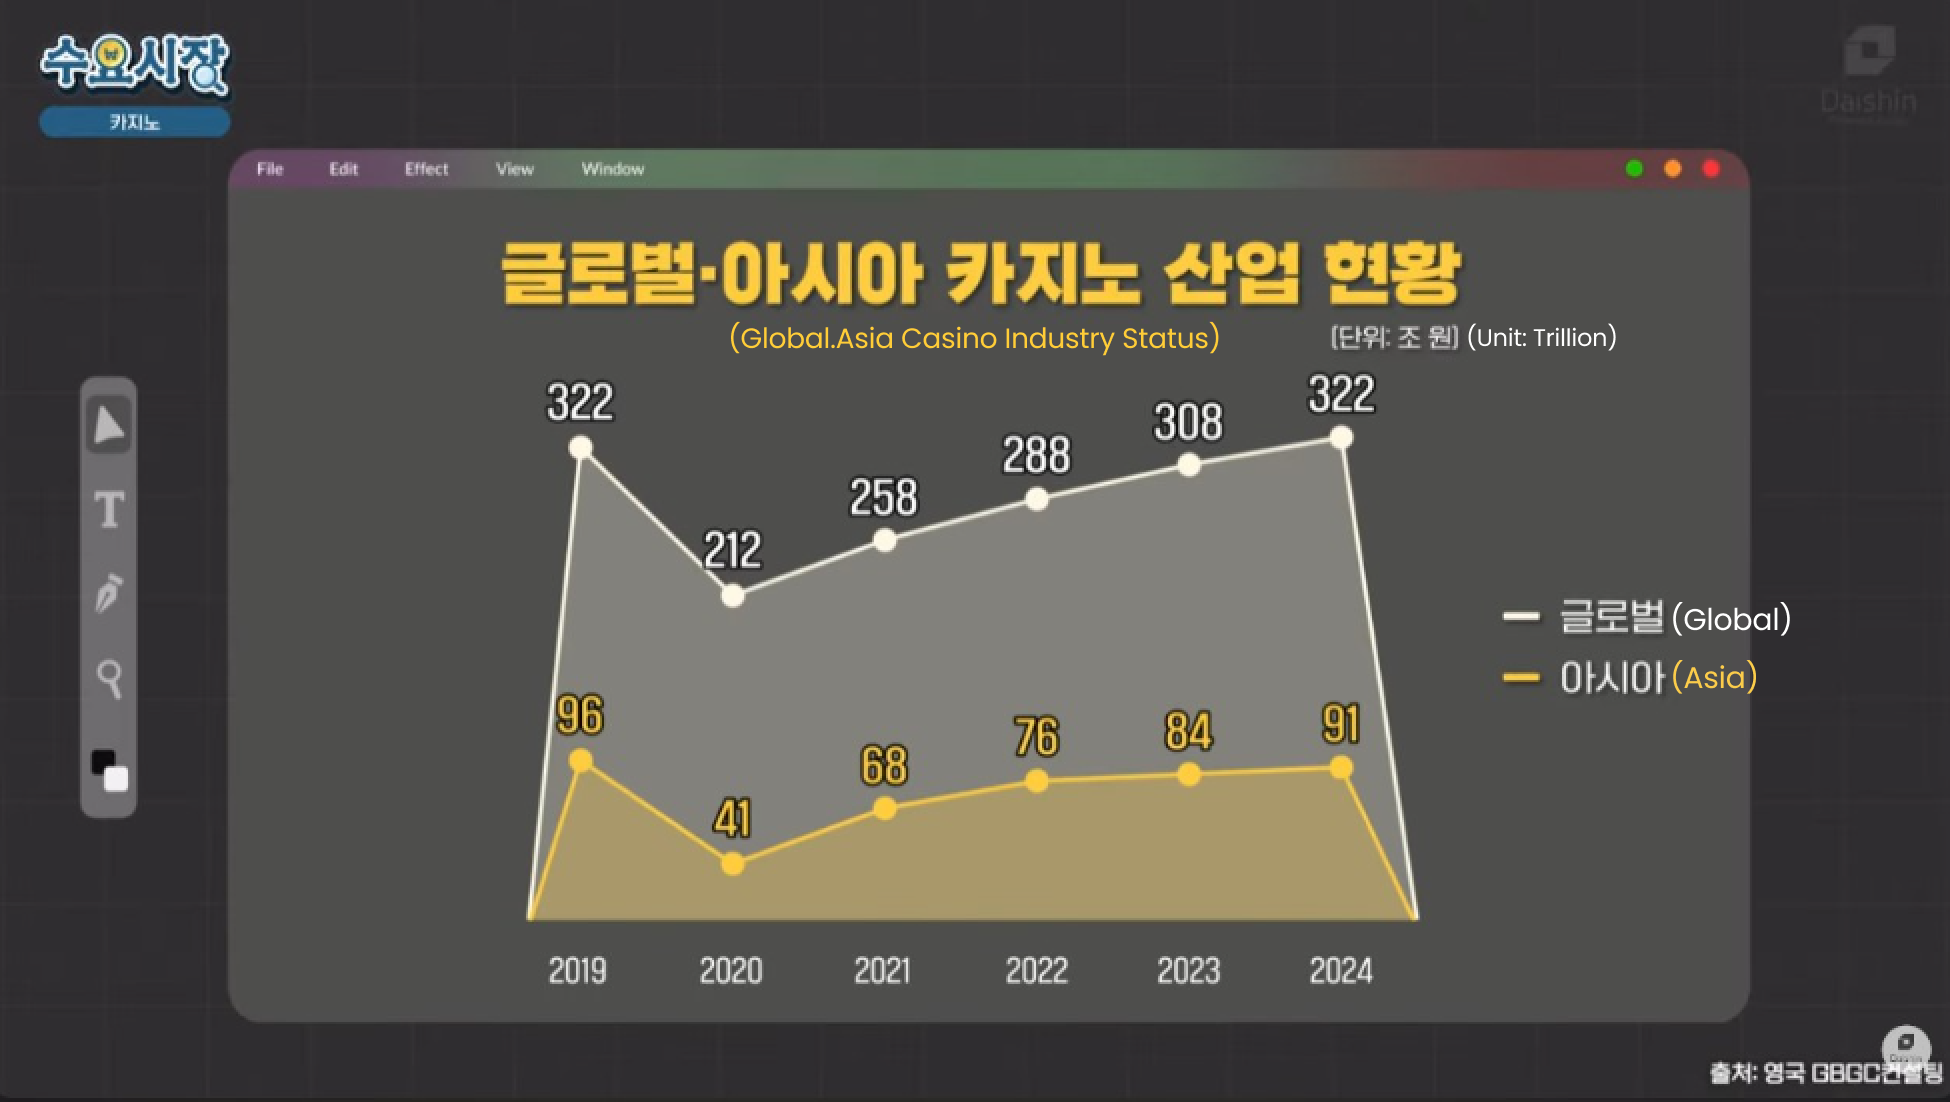 수요시장
카지노
Daishin
File Edit Effect View Window
글로벌·아시아 카지노 산업 현황
(Global.Asia Casino Industry Status)
[단위: 조 원] (Unit: Trillion)
322
212
258
288
308
322
96
41
68
76
84
91
글로벌 (Global)
아시아 (Asia)
T
2019 2020 2021 2022 2023 2024
출처: 영국 GBGC컨설팅